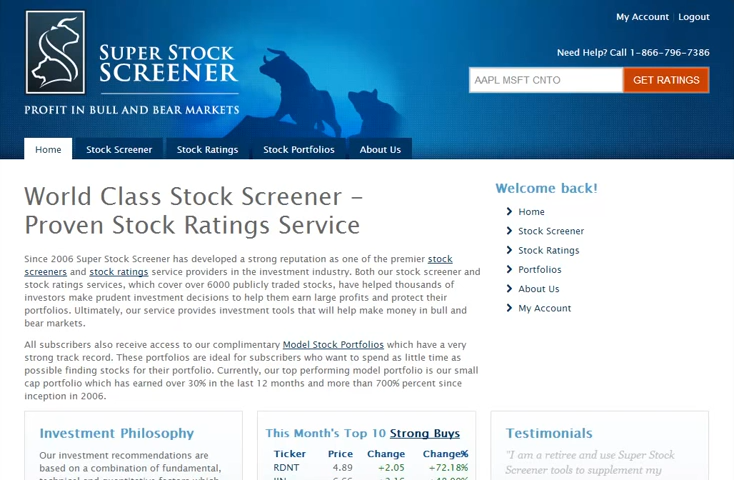 My Account | Logout
SUPER STOCK
SCREENER
PROFIT IN BULL AND BEAR MARKETS
Need Help? Call 1-866-796-7386
AAPL MSFT CNTO
GET RATINGS
Home
Stock Screener
Stock Ratings
Stock Portfolios
About Us
World Class Stock Screener –
Proven Stock Ratings Service
Since 2006 Super Stock Screener has developed a strong reputation as one of the premier stock
screeners and stock ratings service providers in the investment industry. Both our stock screener and
stock ratings services, which cover over 6000 publicly traded stocks, have helped thousands of
investors make prudent investment decisions to help them earn large profits and protect their
portfolios. Ultimately, our service provides investment tools that will help make money in bull and
bear markets.
All subscribers also receive access to our complimentary Model Stock Portfolios which have a very
strong track record. These portfolios are ideal for subscribers who want to spend as little time as
possible finding stocks for their portfolio. Currently, our top performing model portfolio is our small
cap portfolio which has earned over 30% in the last 12 months and more than 700% percent since
inception in 2006.
Welcome back!
Home
Stock Screener
Stock Ratings
Portfolios
About Us
My Account
Investment Philosophy
Our investment recommendations are
based on a combination of fundamental,
This Month's Top 10 Strong Buys
Ticker Price Change Change%
RDNT 4.89 +2.05 +72.18%
Testimonials
"I am a retiree and use Super Stock
Screener tools to supplement my